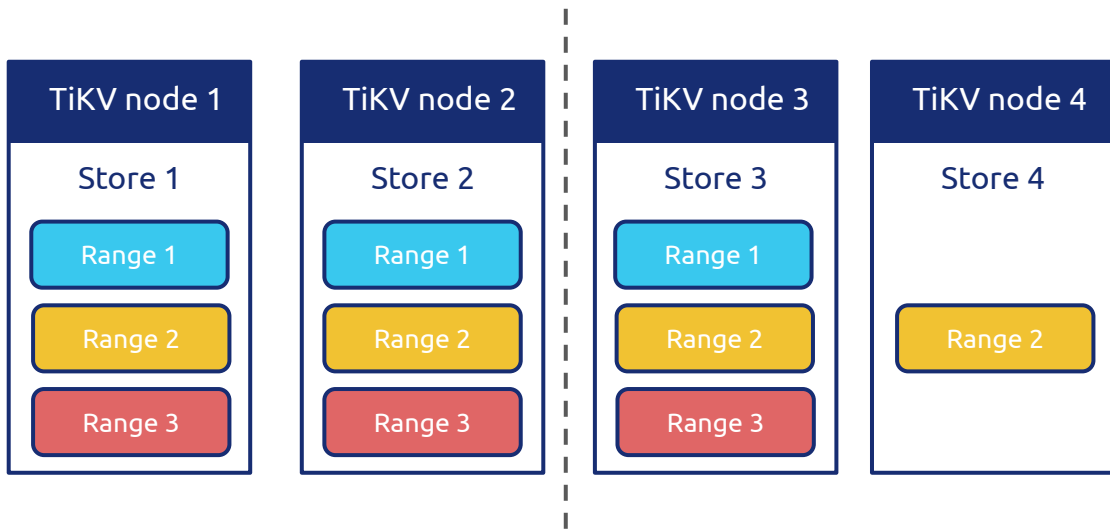 TiKV node 1
Store 1
Range 1
Range 2
Range 3
TiKV node 2
Store 2
Range 1
Range 2
Range 3
TiKV node 3
Store 3
Range 1
Range 2
Range 3
TiKV node 4
Store 4
Range 2